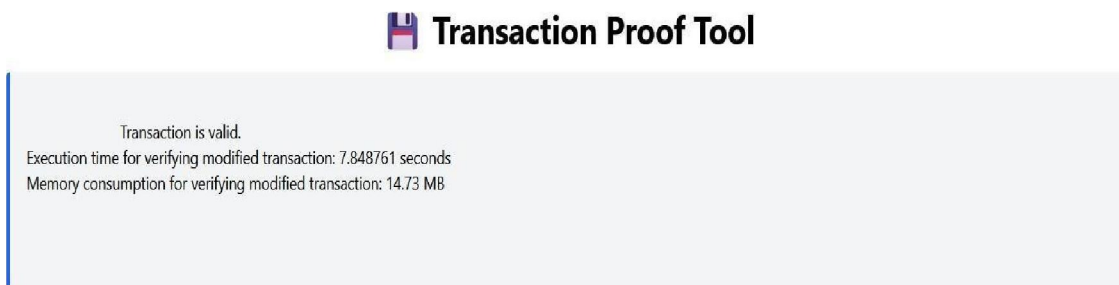 Transaction Proof Tool
Transaction is valid.
Execution time for verifying modified transaction: 7.848761 seconds
Memory consumption for verifying modified transaction: 14.73 MB